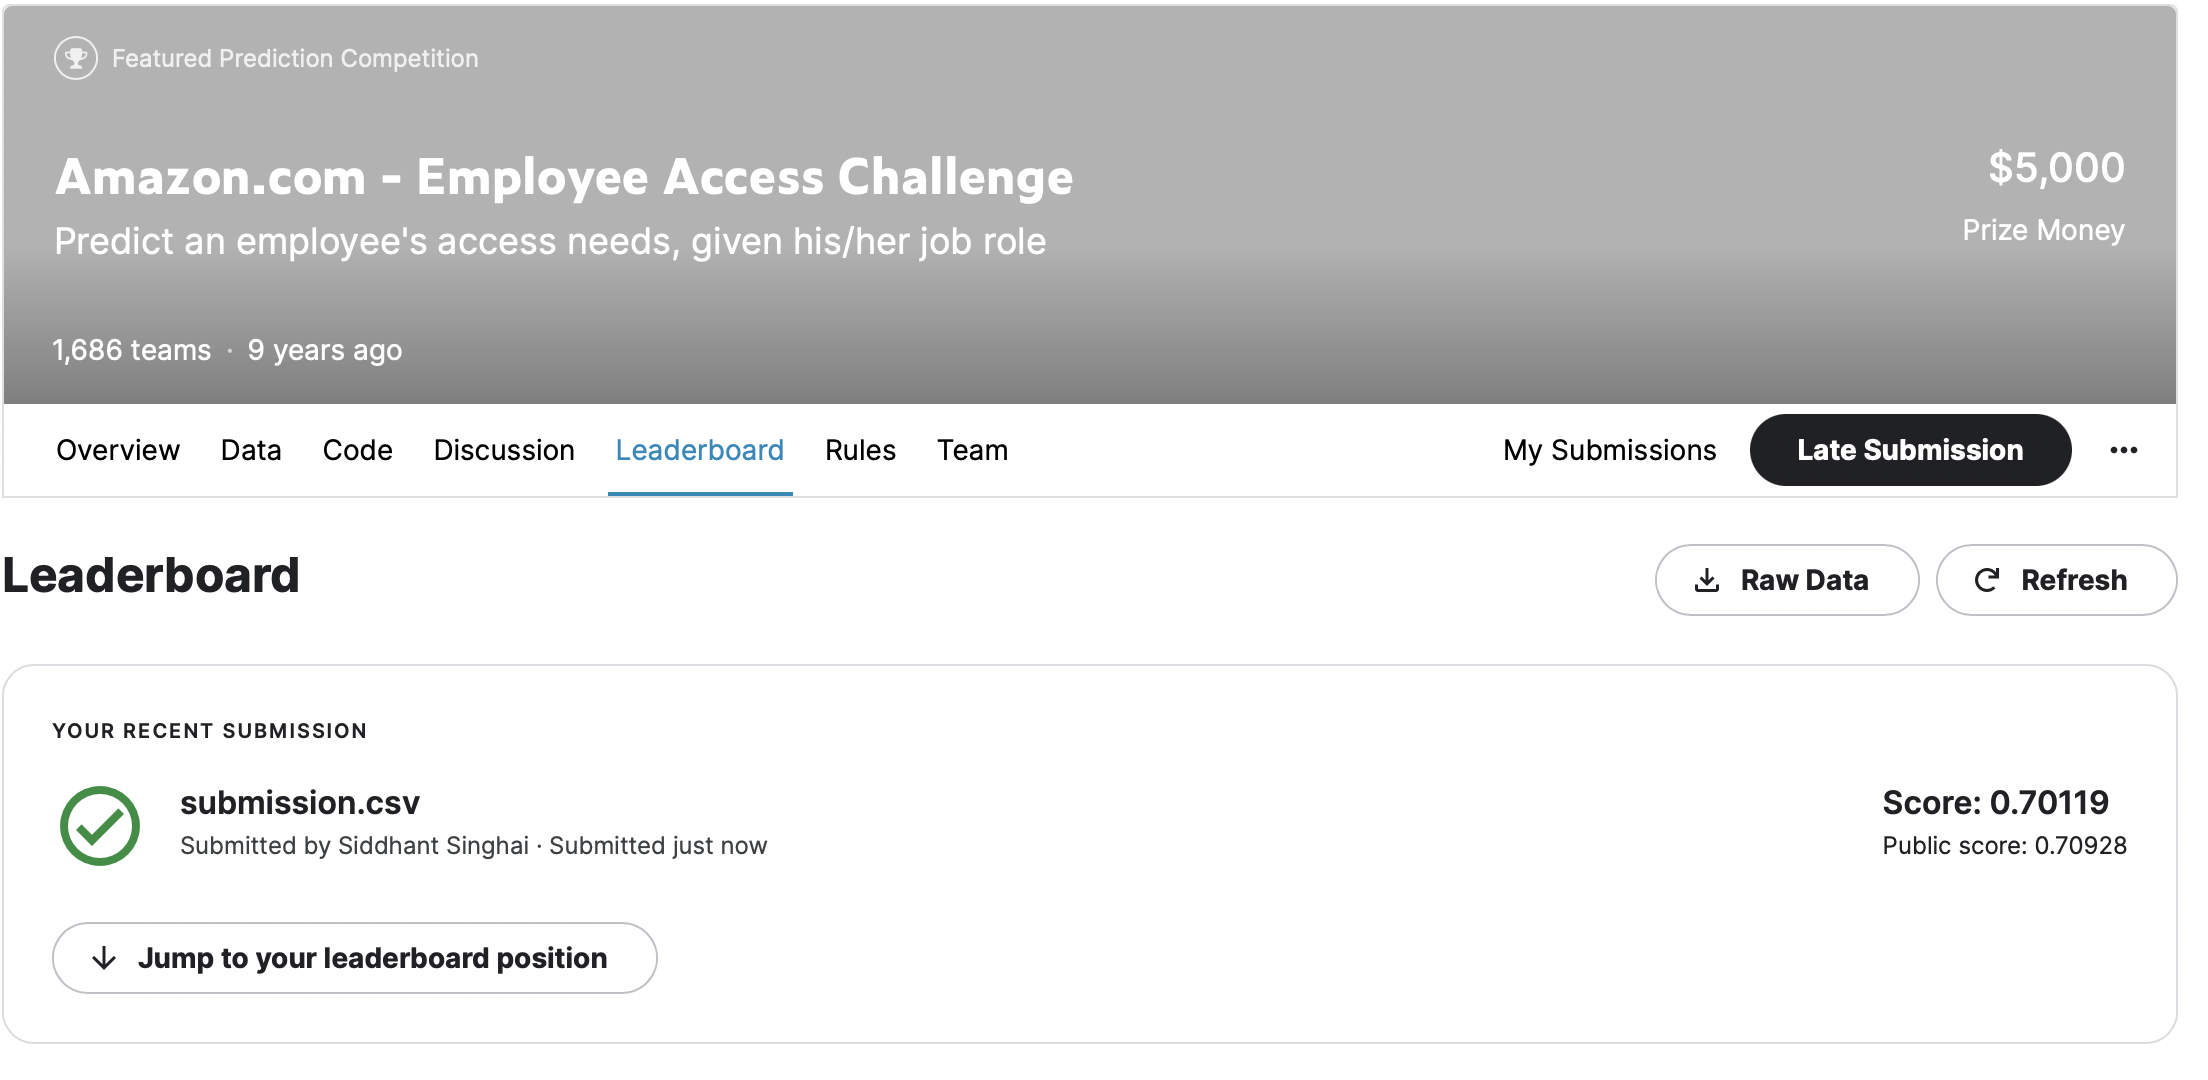 Featured Prediction Competition
Amazon.com - Employee Access Challenge
$5,000
Predict an employee's access needs, given his/her job role
Prize Money
1,686 teams · 9 years ago
Overview Data Code Discussion Leaderboard Rules Team My Submissions Late Submission ...
Leaderboard
Raw Data Refresh
YOUR RECENT SUBMISSION
submission.csv
Score: 0.70119
Submitted by Siddhant Singhai · Submitted just now
Public score: 0.70928
Jump to your leaderboard position